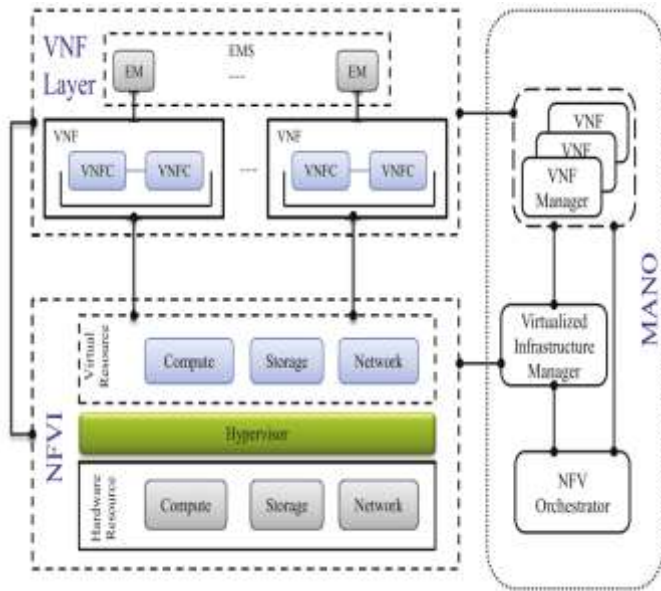 VNF
Layer
EMS
EM
----
EM
VNF
VNFC
VNFC
----
VNF
VNFC
VNFC
VNF
VNF
VNF
Manager
MANO
Virtualized
Infrastructure
Manager
NFV
Orchestrator
NFVI
Virtual
Resource
Compute
Storage
Network
Hypervisor
Hardware
Resource
Compute
Storage
Network